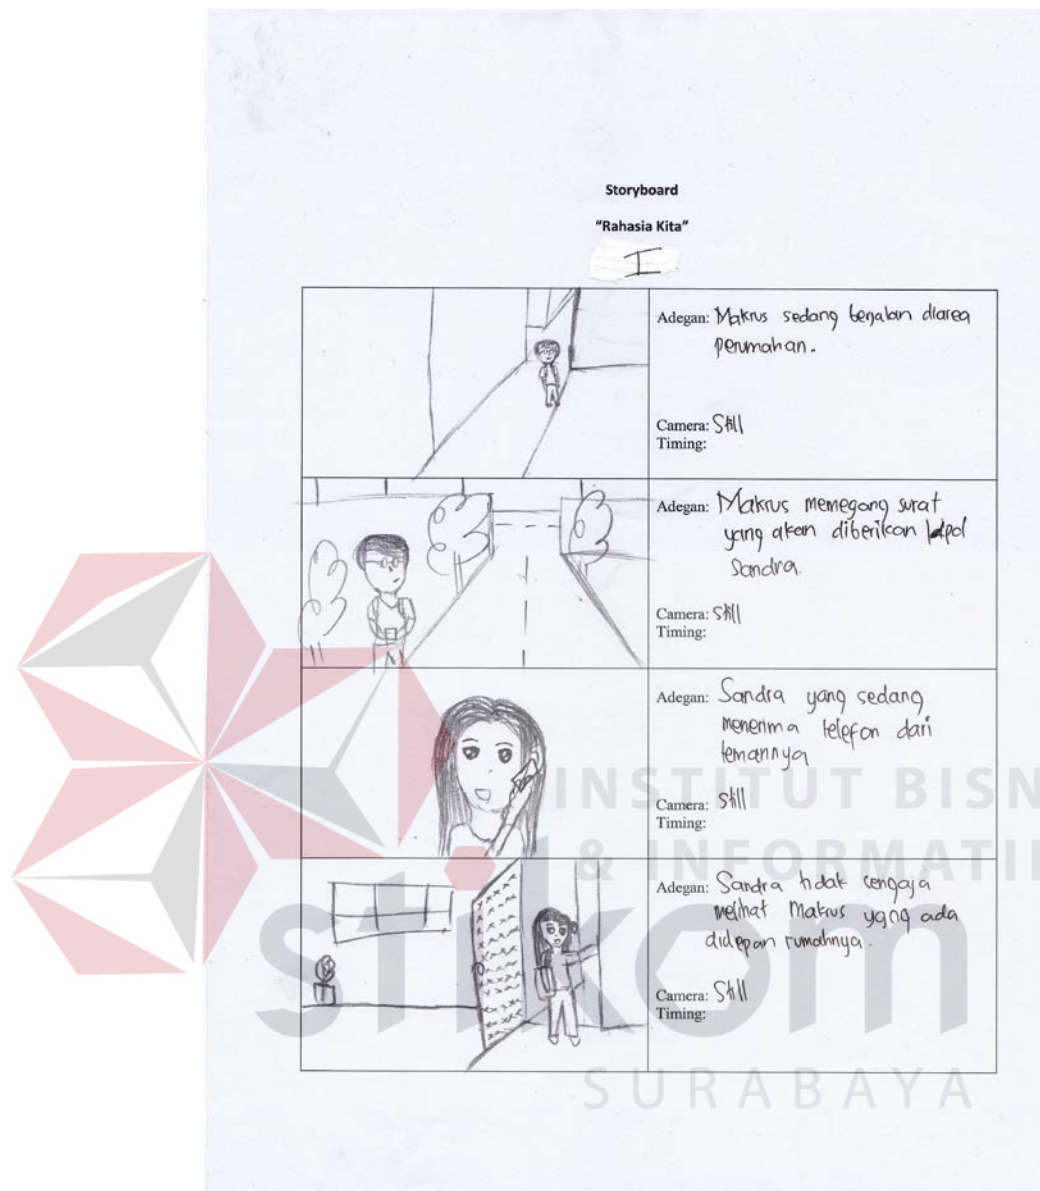 Storyboard
"Rahasia Kita"
I
Adegan: Makrus sedang berjalan diarea
perumahan.
Camera: Still
Timing:
Adegan: Makrus memegang surat
yang akan diberikan kpd
Sandra.
Camera: Still
Timing:
Adegan: Sandra yang sedang
menerima telefon dari
temannya
Camera: Still
Timing:
Adegan: Sandra tidak sengaja
melihat Makrus yang ada
didepan rumahnya.
Camera: Still
Timing:
INSTITUT BISN
& INFORMATI
stikom
SURABAYA